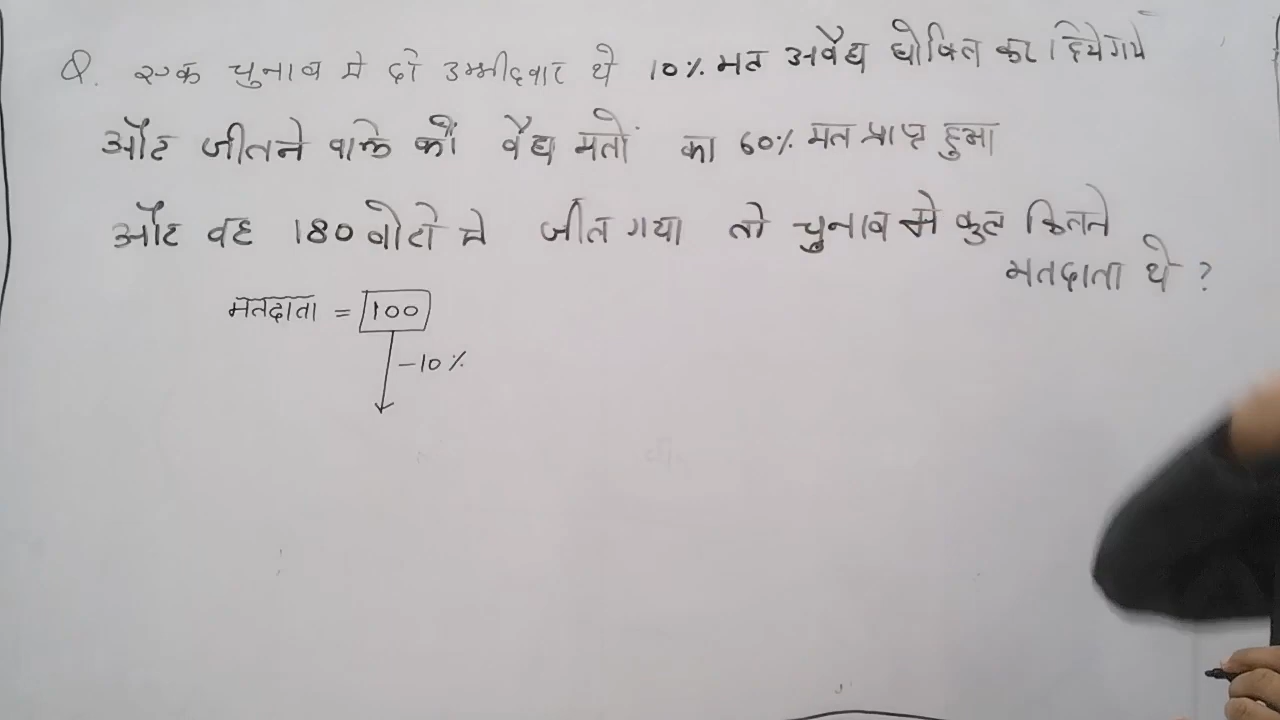 Q. एक चुनाव मे दो उम्मीदवार थे 10% मत अवैध घोषित कर दिये गये
और जीतने वाले को वैध मतों का 60% मत प्राप्त हुआ
और वह 180 वोटो से जीत गया तो चुनाव मे कुल कितने
मतदाता थे ?
मतदाता = 100
-10%